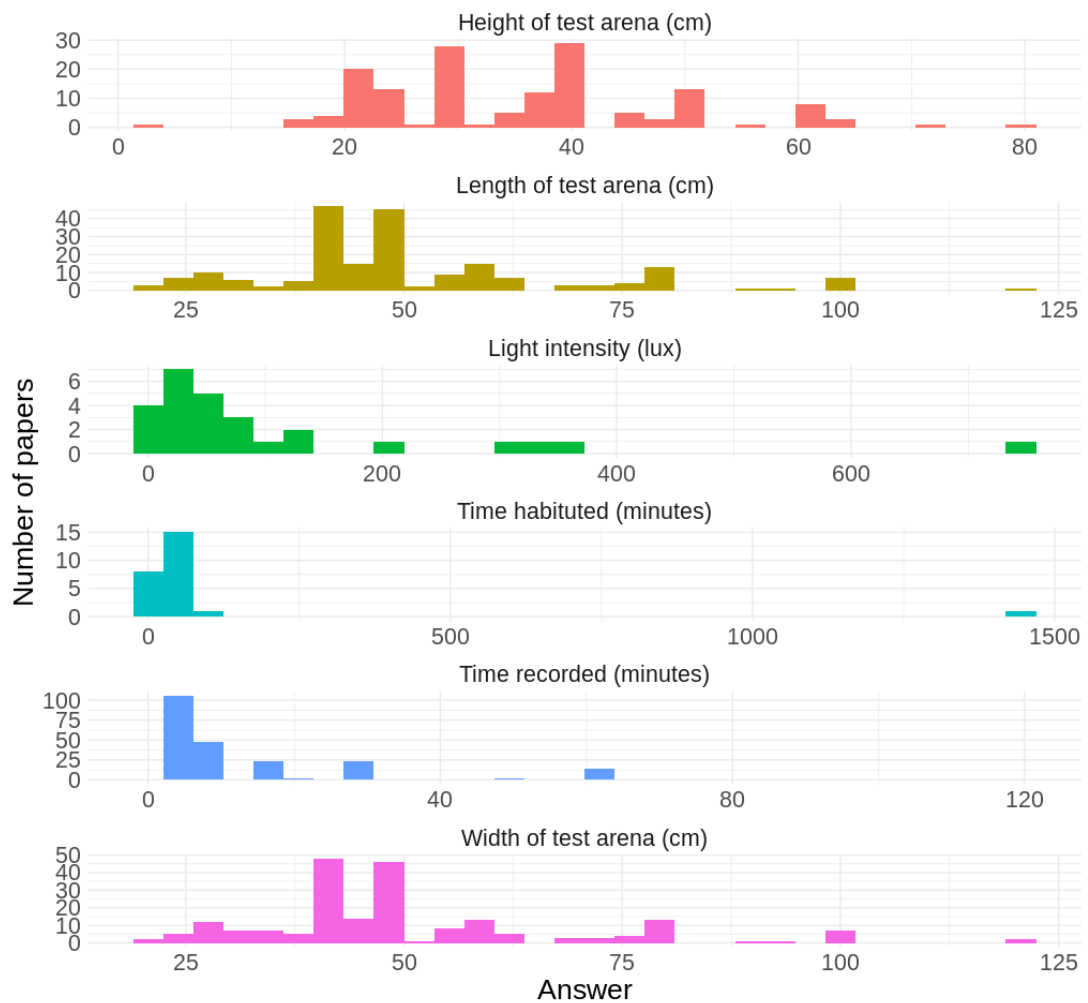 Height of test arena (cm)
30
20
10
0
0 20 40 60 80
Length of test arena (cm)
40
30
20
10
0
25 50 75 100 125
Light intensity (lux)
6
4
2
0
0 200 400 600
Time habituted (minutes)
15
10
5
0
0 500 1000 1500
Time recorded (minutes)
100
75
50
25
0
0 40 80 120
Width of test arena (cm)
50
40
30
20
10
0
25 50 75 100 125
Answer
Number of papers